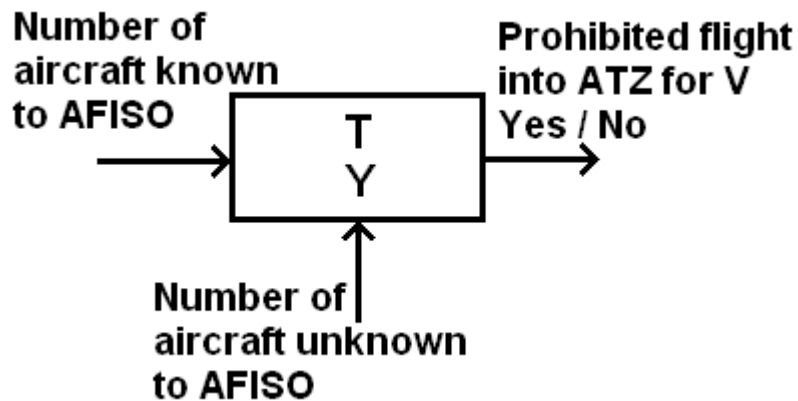 Number of
aircraft known
to AFISO
Prohibited flight
into ATZ for V
Yes / No
T
Y
Number of
aircraft unknown
to AFISO